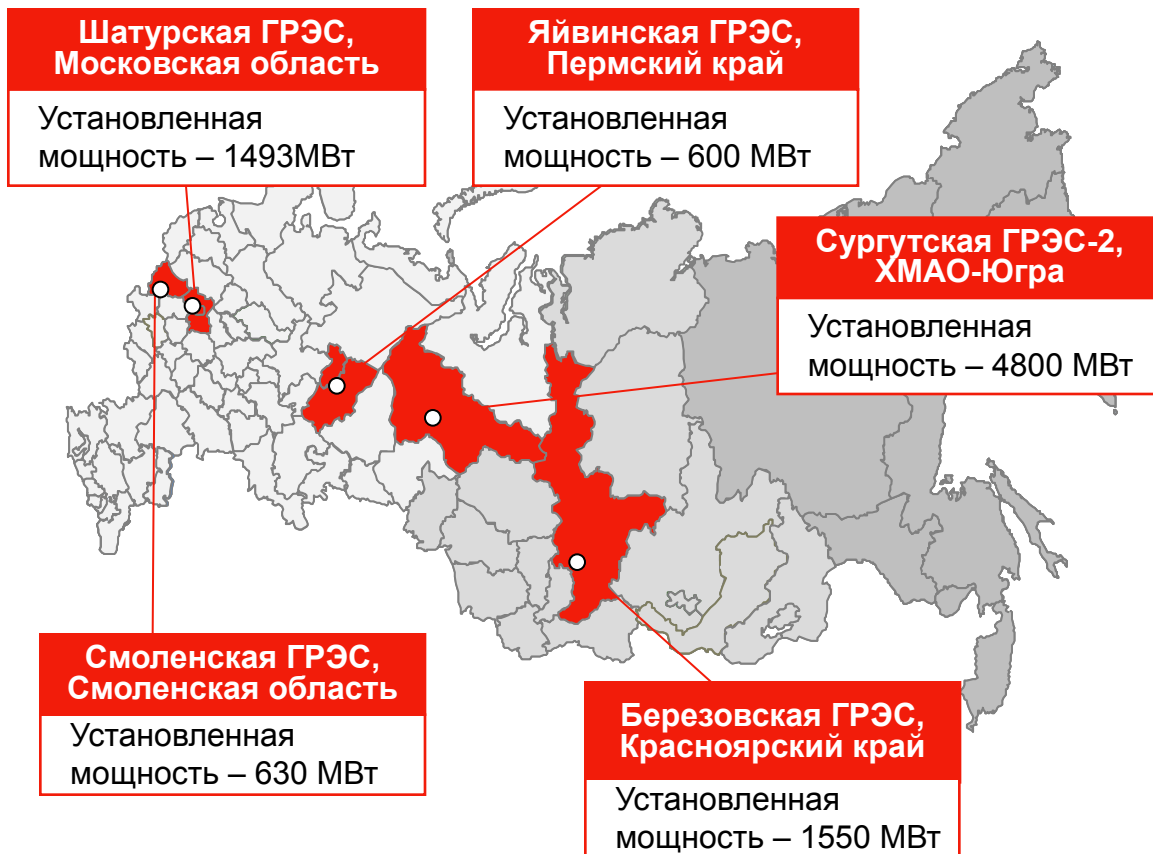 Шатурская ГРЭС,
Московская область
Установленная
мощность – 1493МВт
Яйвинская ГРЭС,
Пермский край
Установленная
мощность – 600 МВт
Сургутская ГРЭС-2,
ХМАО-Югра
Установленная
мощность – 4800 МВт
Смоленская ГРЭС,
Смоленская область
Установленная
мощность – 630 МВт
Березовская ГРЭС,
Красноярский край
Установленная
мощность – 1550 МВт